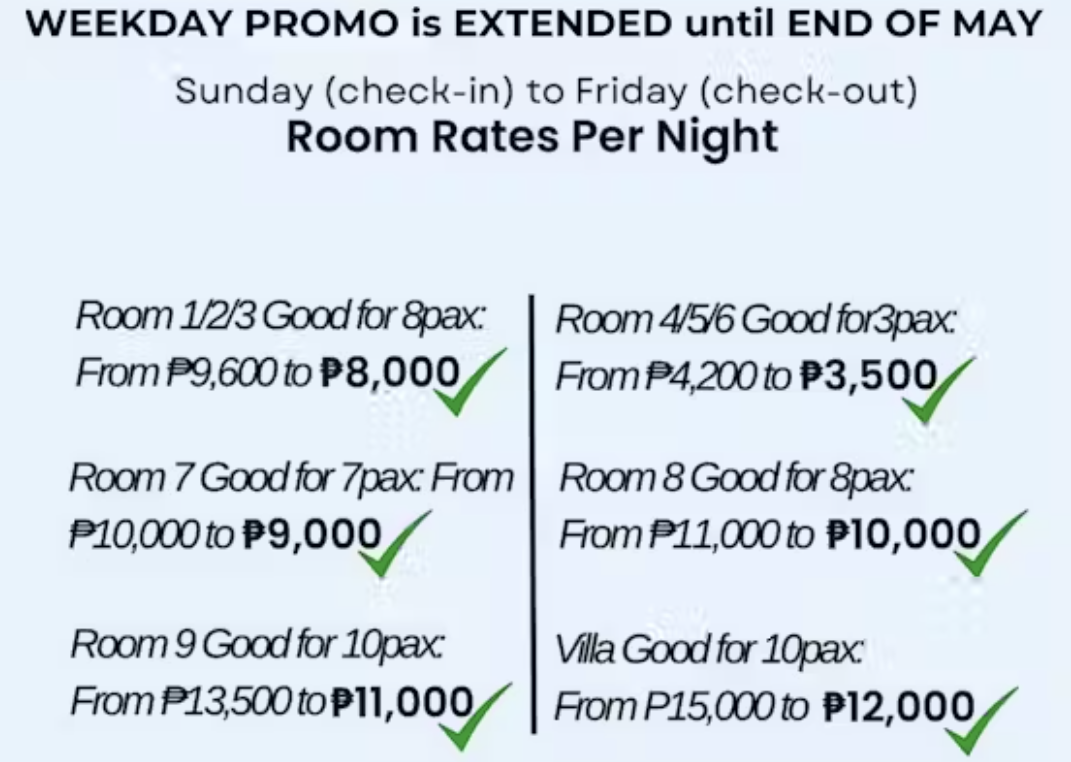 WEEKDAY PROMO is EXTENDED until END OF MAY
Sunday (check-in) to Friday (check-out)
Room Rates Per Night
Room 1/2/3 Good for 8pax:
From ₱9,600 to ₱8,000
Room 4/5/6 Good for3pax:
From ₱4,200 to ₱3,500
Room 7 Good for 7pax: From
₱10,000 to ₱9,000
Room 8 Good for 8pax:
From ₱11,000 to ₱10,000
Room 9 Good for 10pax:
From ₱13,500 to ₱11,000
Villa Good for 10pax:
From P15,000 to ₱12,000